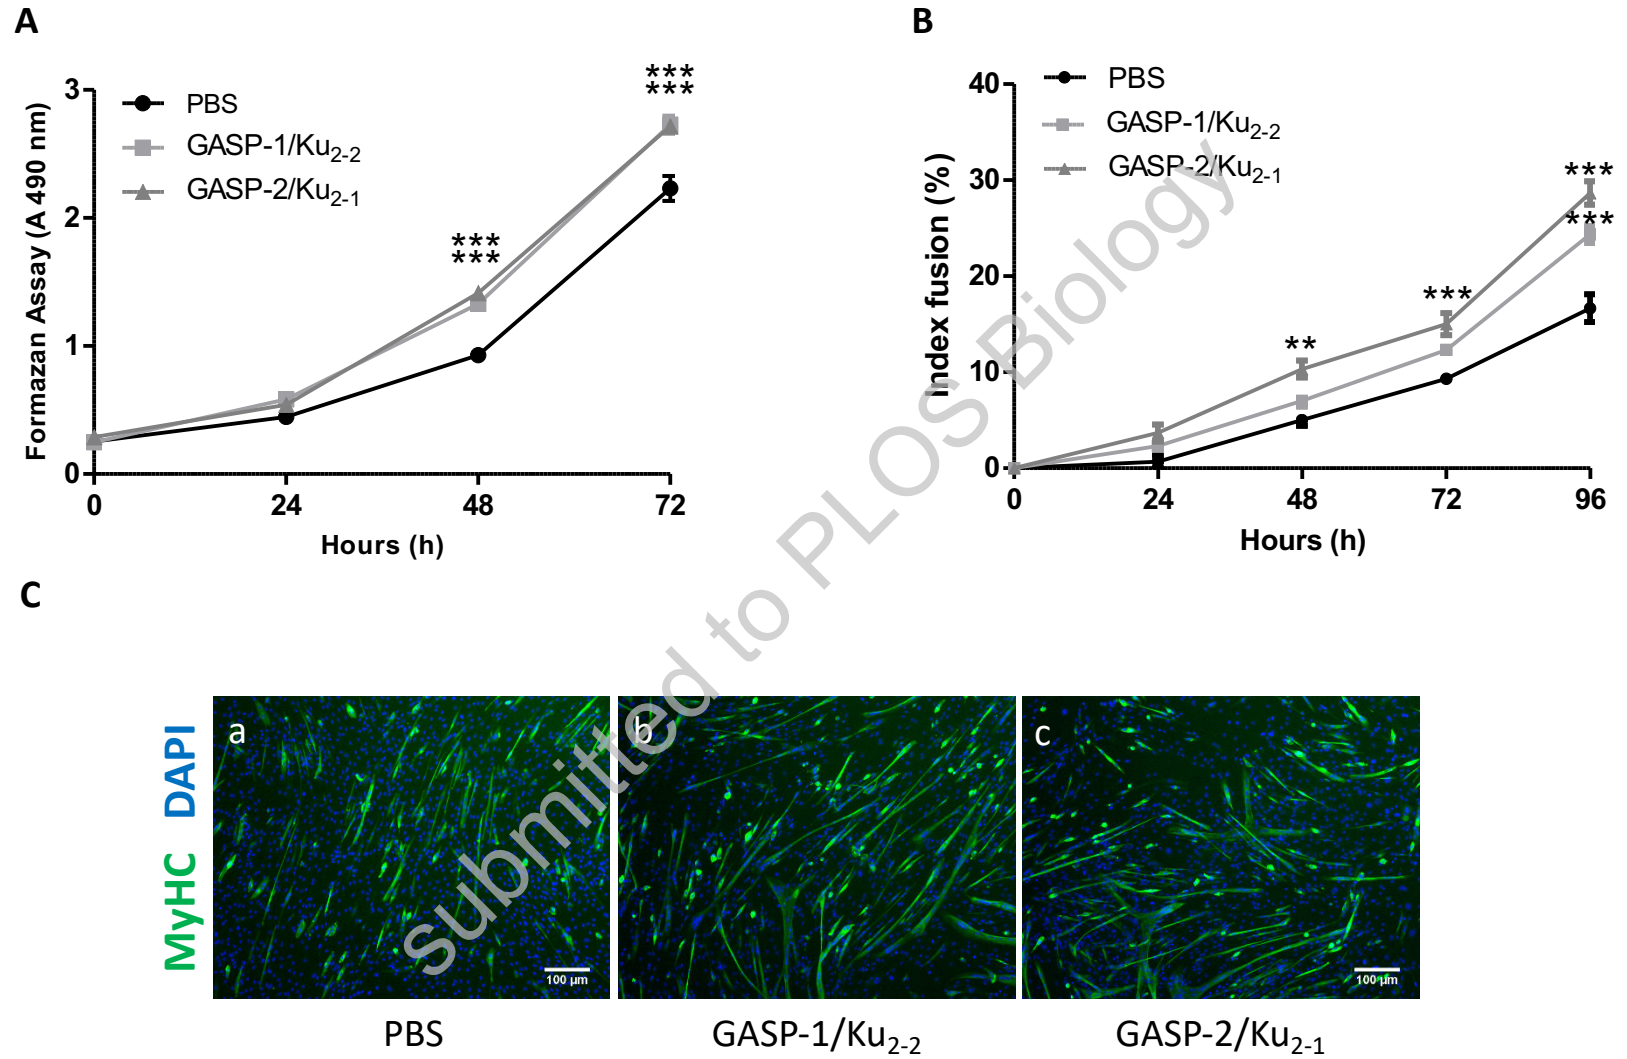 A
Formazan Assay (A 490 nm)
3
2
1
0
PBS
GASP-1/Ku2-2
GASP-2/Ku2-1
***
***
***
***
0 24 48 72
Hours (h)
B
Index fusion (%)
40
30
20
10
0
PBS
GASP-1/Ku2-2
GASP-2/Ku2-1
**
***
***
***
0 24 48 72 96
Hours (h)
submitted to PLOS Biology
C
MyHC DAPI
a
b
c
100 µm
100 µm
PBS
GASP-1/Ku2-2
GASP-2/Ku2-1